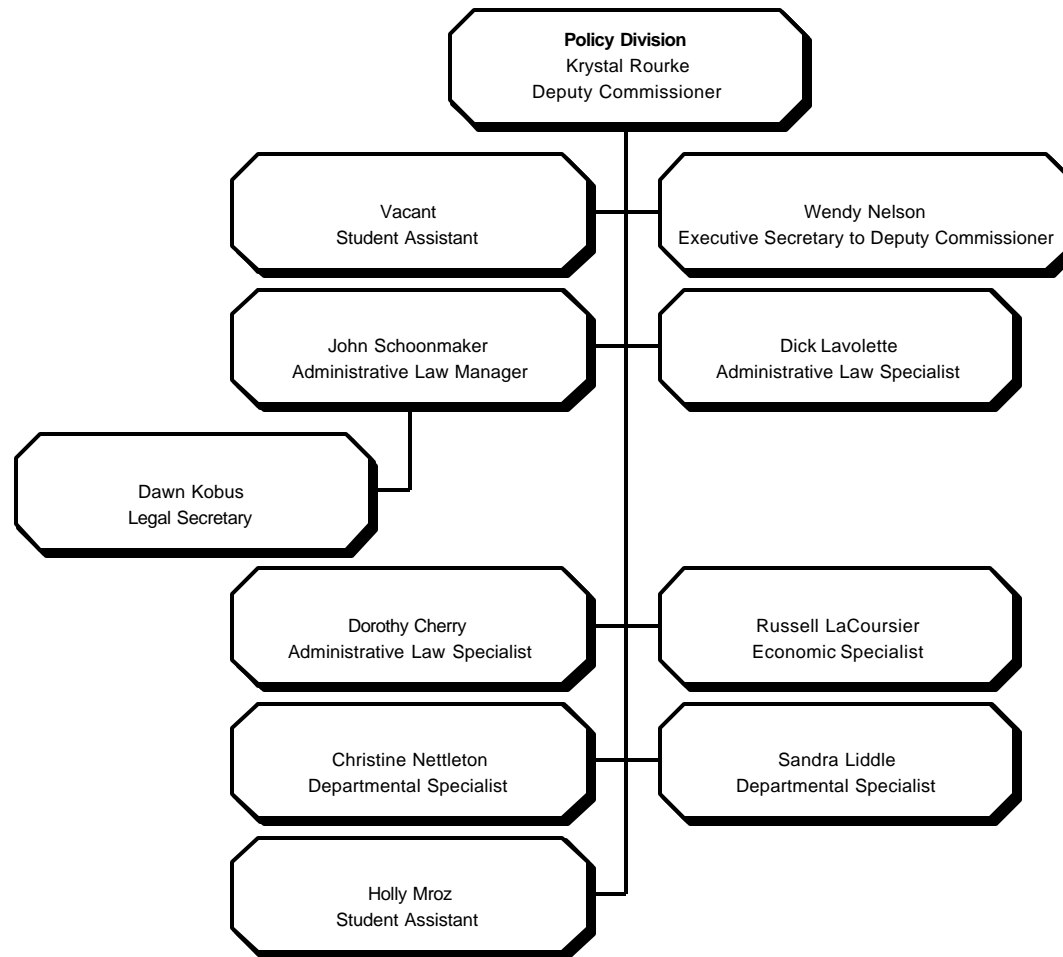 Policy Division
Krystal Rourke
Deputy Commissioner
Vacant
Student Assistant
Wendy Nelson
Executive Secretary to Deputy Commissioner
John Schoonmaker
Administrative Law Manager
Dick Lavolette
Administrative Law Specialist
Dawn Kobus
Legal Secretary
Dorothy Cherry
Administrative Law Specialist
Russell LaCoursier
Economic Specialist
Christine Nettleton
Departmental Specialist
Sandra Liddle
Departmental Specialist
Holly Mroz
Student Assistant